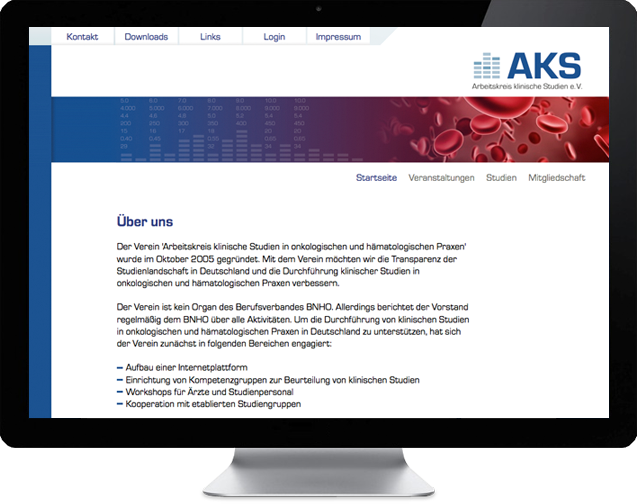 Kontakt Downloads Links Login Impressum
AKS
Arbeitskreis klinische Studien e.V.
Startseite Veranstaltungen Studien Mitgliedschaft
Über uns
Der Verein 'Arbeitskreis klinische Studien in onkologischen und hämatologischen Praxen'
wurde im Oktober 2005 gegründet. Mit dem Verein möchten wir die Transparenz der
Studienlandschaft in Deutschland und die Durchführung klinischer Studien in
onkologischen und hämatologischen Praxen verbessern.
Der Verein ist kein Organ des Berufsverbandes BNHO. Allerdings berichtet der Vorstand
regelmäßig dem BNHO über alle Aktivitäten. Um die Durchführung von klinischen Studien
in onkologischen und hämatologischen Praxen in Deutschland zu unterstützen, hat sich
der Verein zunächst in folgenden Bereichen engagiert:
– Aufbau einer Internetplattform
– Einrichtung von Kompetenzgruppen zur Beurteilung von klinischen Studien
– Workshops für Ärzte und Studienpersonal
– Kooperation mit etablierten Studiengruppen